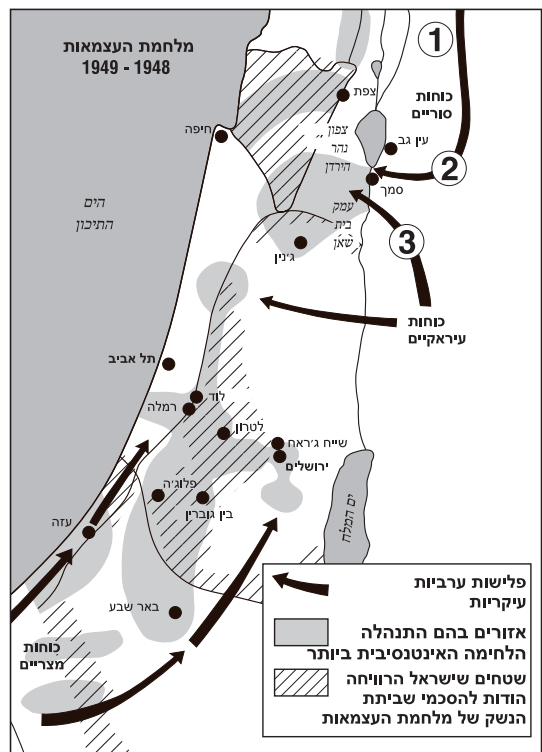 מלחמת העצמאות
1949 - 1948
1
כוחות
סוריים
צפת
חיפה
צפון
נהר
הירדן
עין גב
2
סמך
הים
התיכון
עמק
בית
שאן
3
ג'נין
כוחות
עיראקיים
תל אביב
לוד
רמלה
לטרון
שייח ג'ראח
ירושלים
פלוג'ה
בין גוברין
עזה
ים המלח
באר שבע
כוחות
מצריים
פלישות ערביות
עיקריות
אזורים בהם התנהלה
הלחימה האינטנסיבית ביותר
שטחים שישראל הרוויחה
הודות להסכמי שביתת
הנשק של מלחמת העצמאות